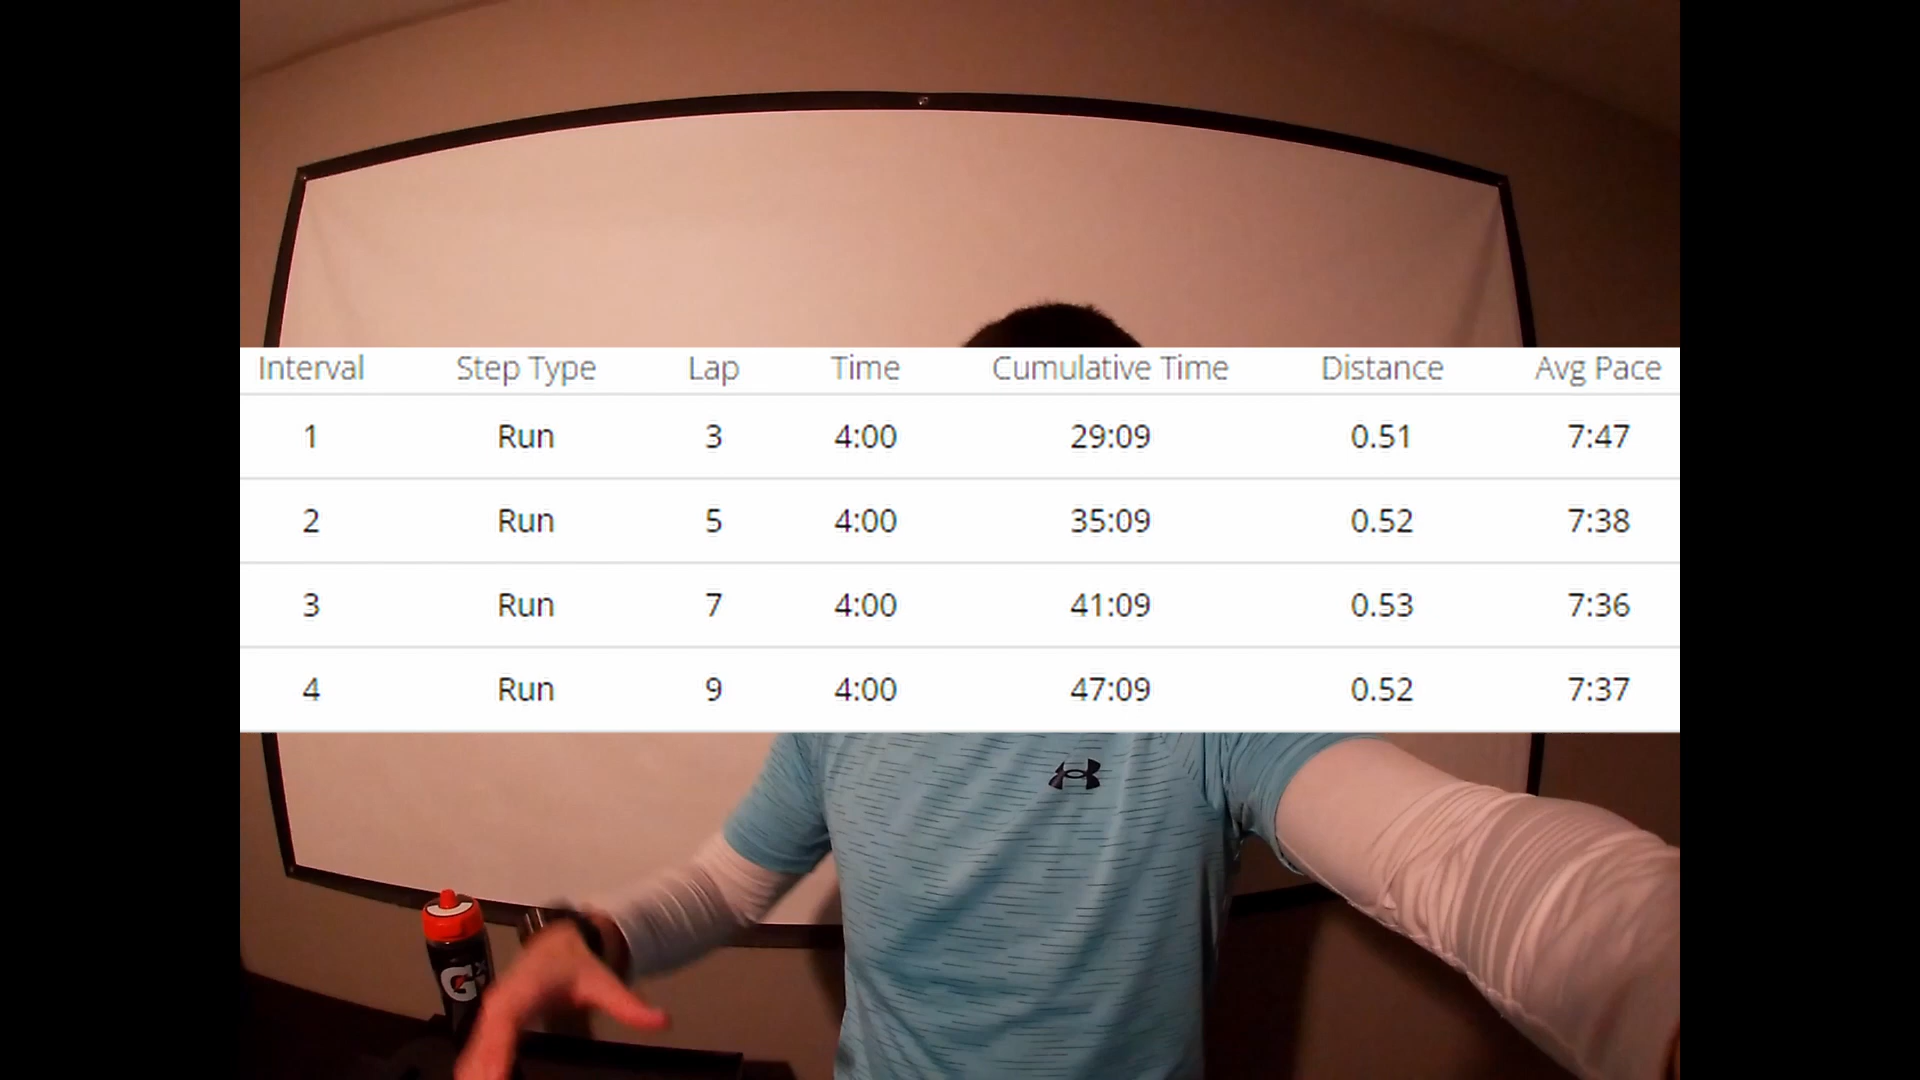 Interval Step Type Lap Time Cumulative Time Distance Avg Pace
1 Run 3 4:00 29:09 0.51 7:47
2 Run 5 4:00 35:09 0.52 7:38
3 Run 7 4:00 41:09 0.53 7:36
4 Run 9 4:00 47:09 0.52 7:37
G